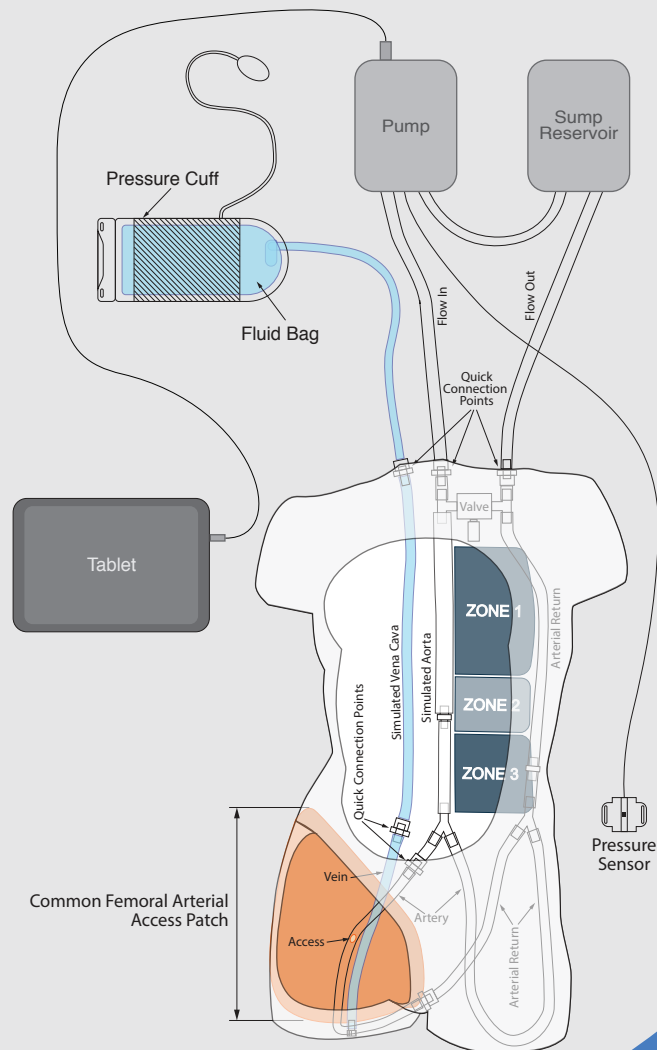 Pump
Sump
Reservoir
Pressure Cuff
Fluid Bag
Flow In
Flow Out
Quick
Connection
Points
Tablet
Valve
ZONE 1
Arterial Return
Simulated Vena Cava
Simulated Aorta
ZONE 2
ZONE 3
Quick Connection Points
Pressure
Sensor
Common Femoral Arterial
Access Patch
Vein
Artery
Access
Arterial Return